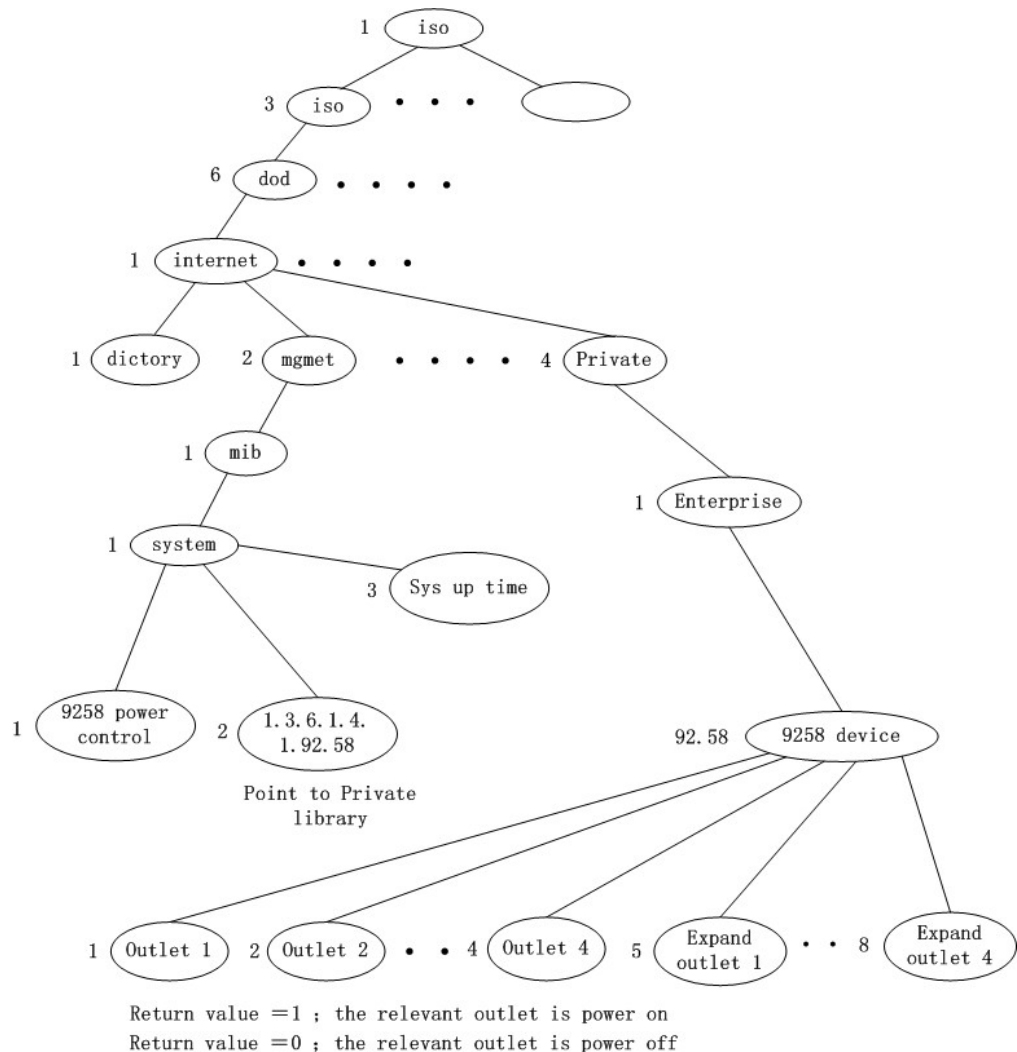 1 iso
3 iso
6 dod
1 internet
1 dictory
2 mgmet
4 Private
1 mib
1 Enterprise
1 system
3 Sys up time
1 9258 power
control
2 1.3.6.1.4.
1.92.58
Point to Private
library
92.58 9258 device
1 Outlet 1
2 Outlet 2
4 Outlet 4
5 Expand
outlet 1
8 Expand
outlet 4
Return value =1 ; the relevant outlet is power on
Return value =0 ; the relevant outlet is power off